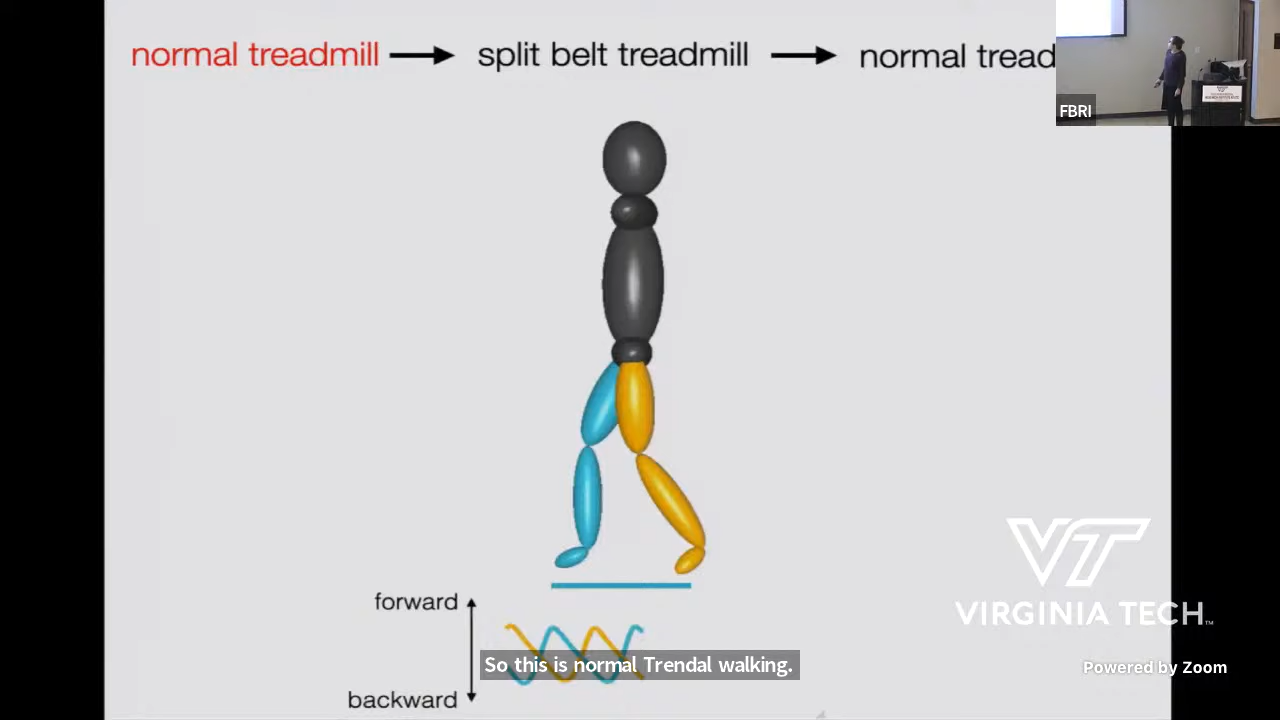 normal treadmill → split belt treadmill → normal tread
FBRI
forward
So this is normal Trendal walking.
backward
VT
VIRGINIA TECH™
Powered by Zoom